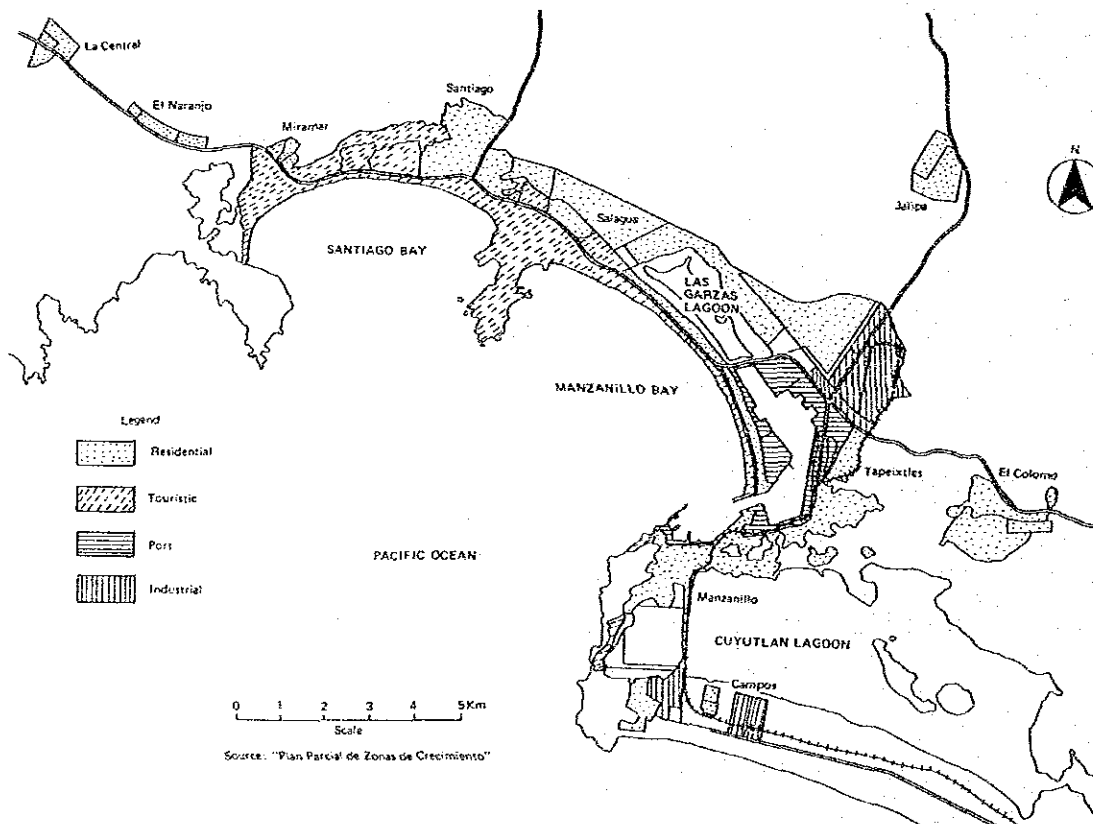 La Central
El Naranjo
Santiago
Miramar
N
Jalipa
Salagua
SANTIAGO BAY
LAS
GARZAS
LAGOON
MANZANILLO BAY
Legend
Residential
Touristic
Port
Industrial
Tapeixtles
El Colomo
PACIFIC OCEAN
Manzanillo
CUYUTLAN LAGOON
Campos
0 1 2 3 4 5 Km
Scale
Source: "Plan Parcial de Zonas de Crecimiento"